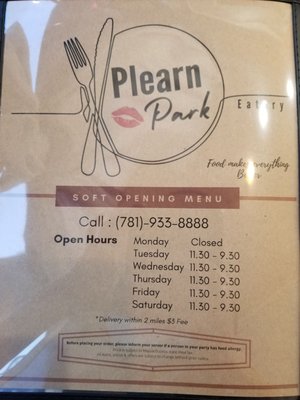 Plearn
Park
Eatery
Food makes everything
SOFT OPENING MENU
Call : (781)-933-8888
Open Hours Monday Closed
Tuesday 11.30 - 9.30
Wednesday 11.30 - 9.30
Thursday 11.30 - 9.30
Friday 11.30 - 9.30
Saturday 11.30 - 9.30
*Delivery within 2 miles $3 Fee
Before placing your order, please inform your server if a person in your party has food allergy.